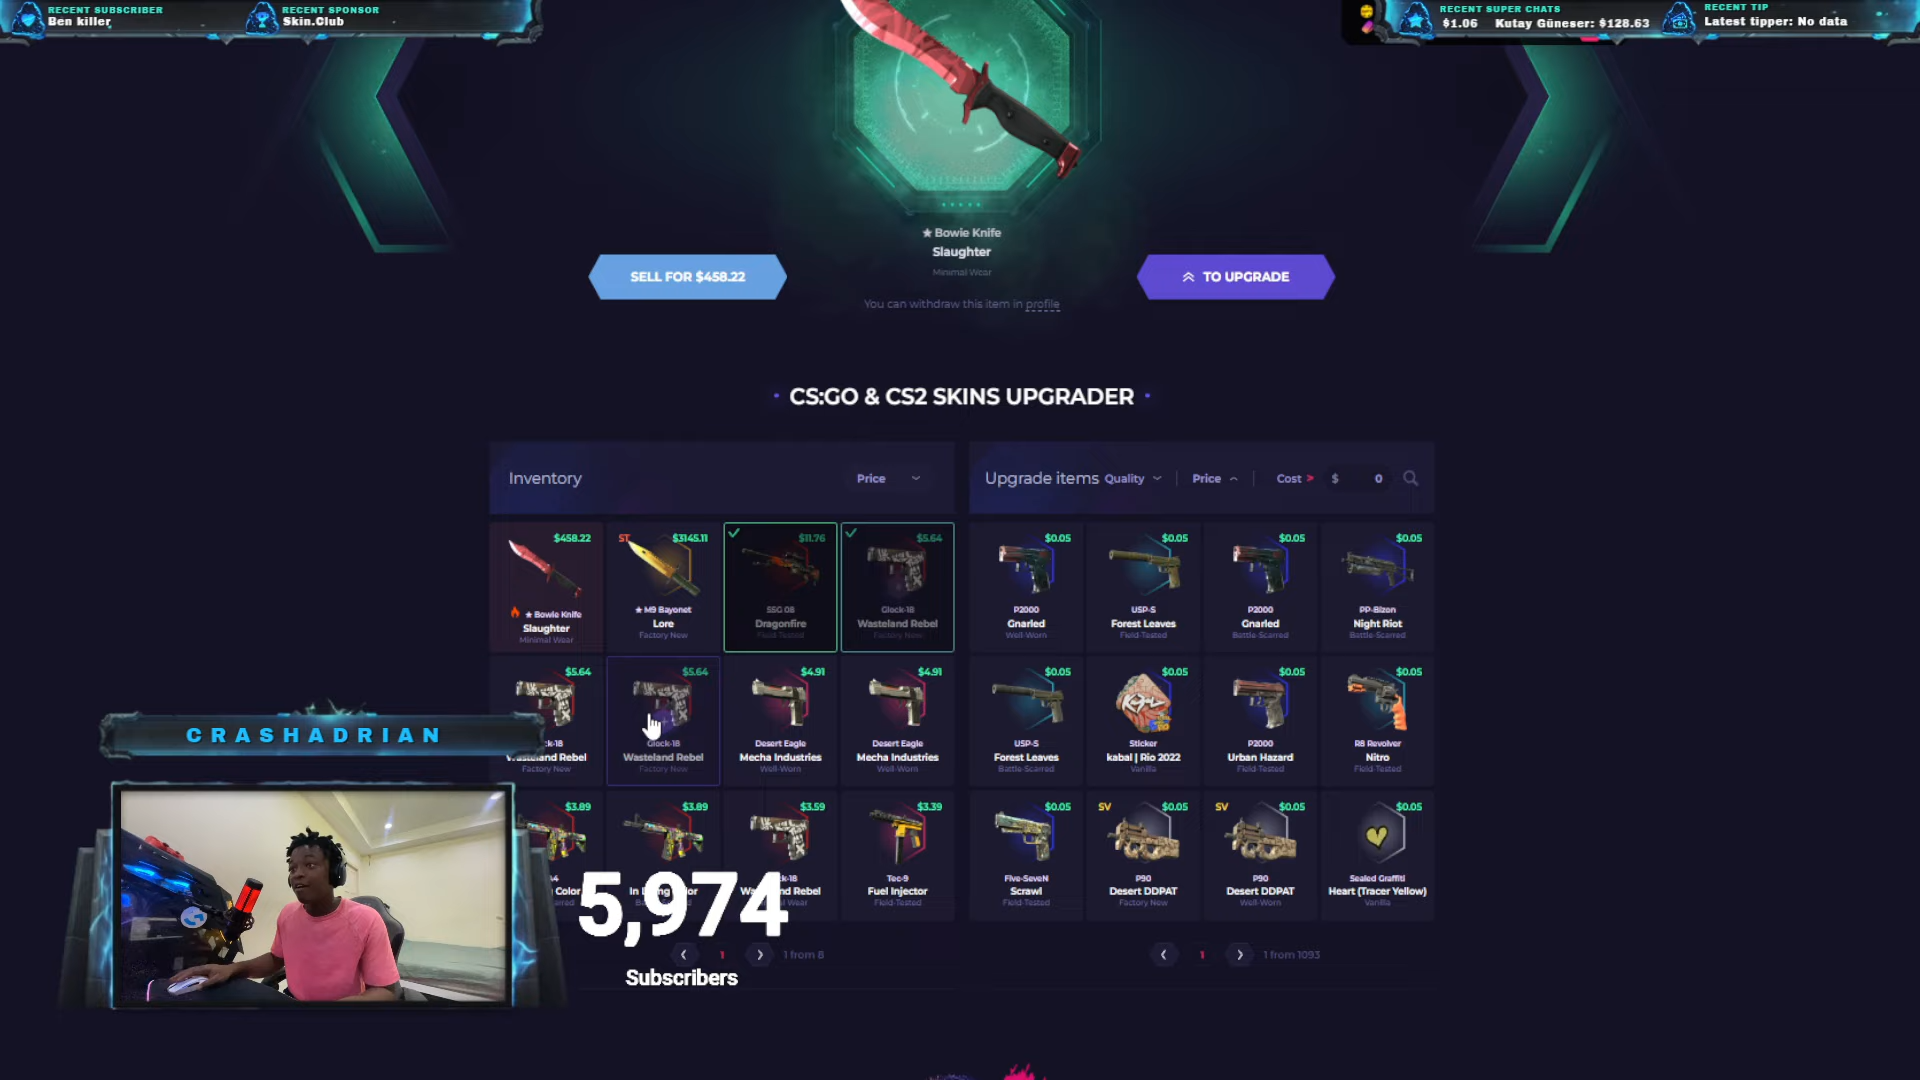 RECENT SUBSCRIBER
Ben killer
RECENT SPONSOR
Skin.Club
RECENT SUPER CHATS
$1.06 Kutay Güneser: $128.63
RECENT TIP
Latest tipper: No data
★ Bowie Knife
Slaughter
Minimal Wear
SELL FOR $458.22
TO UPGRADE
You can withdraw this item in profile
CS:GO & CS2 SKINS UPGRADER
Inventory
Price
Upgrade items
Quality
Price
Cost >
$ 0
$458.22
★ Bowie Knife
Slaughter
Minimal Wear
ST
$3145.11
★ M9 Bayonet
Lore
Factory New
$11.76
SSG 08
Dragonfire
Field-Tested
$5.64
Glock-18
Wasteland Rebel
Factory New
$0.05
P2000
Gnarled
Well-Worn
$0.05
USP-S
Forest Leaves
Field-Tested
$0.05
P2000
Gnarled
Battle-Scarred
$0.05
PP-Bizon
Night Riot
Battle-Scarred
$5.64
ck-18
Wasteland Rebel
Factory New
$5.64
Glock-18
Wasteland Rebel
Factory New
$4.91
Desert Eagle
Mecha Industries
Well-Worn
$4.91
Desert Eagle
Mecha Industries
Well-Worn
$0.05
USP-S
Forest Leaves
Battle-Scarred
$0.05
Sticker
kabal | Rio 2022
Vanilla
$0.05
P2000
Urban Hazard
Field-Tested
$0.05
R8 Revolver
Nitro
Field-Tested
CRASHADRIAN
$3.89
Color
$3.89
$3.59
Rebel
$3.39
Tec-9
Fuel Injector
Field-Tested
$0.05
Five-SeveN
Scrawl
Field-Tested
SV
$0.05
P90
Desert DDPAT
Factory New
SV
$0.05
P90
Desert DDPAT
Well-Worn
$0.05
Sealed Graffiti
Heart (Tracer Yellow)
Vanilla
5,974
Subscribers
1
1 from 8
1
1 from 1093